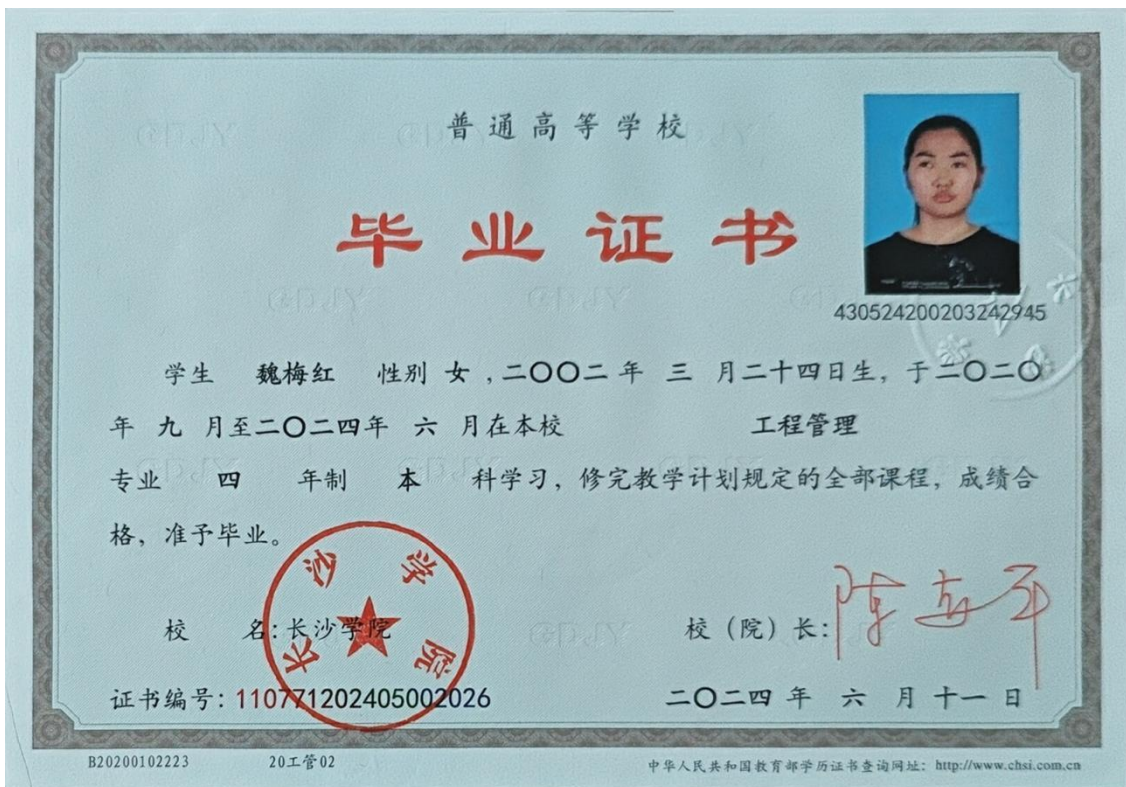 普通高等学校
毕业证书
430524200203242945
学生 魏梅红 性别 女 ,二〇〇二 年 三 月二十四日生, 于二〇二〇
年 九 月至二〇二四年 六 月在本校 工程管理
专业 四 年制 本 科学习, 修完教学计划规定的全部课程, 成绩合
格, 准予毕业。
长沙学院
校 名:长沙学院 校(院)长:
证书编号: 110771202405002026 二〇二四 年 六 月 十一 日
B20200102223 20工管02 中华人民共和国教育部学历证书查询网址: http://www.chsi.com.cn